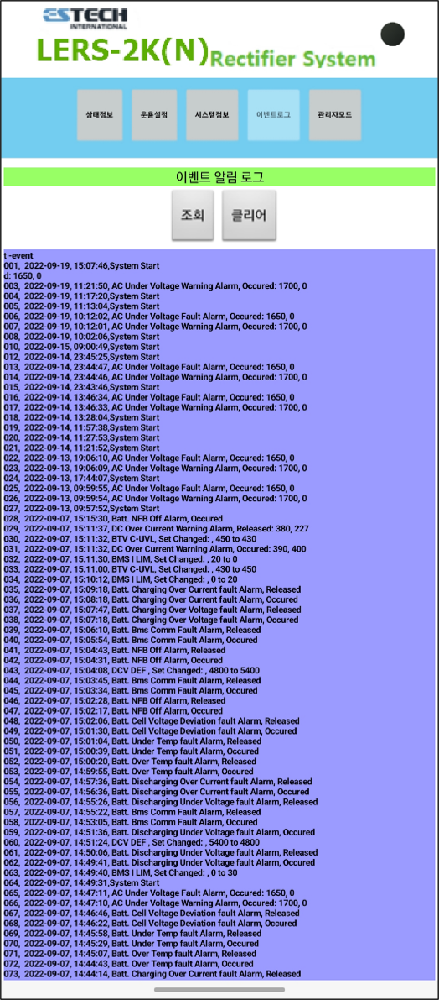 ESTECH
INTERNATIONAL
LERS-2K(N) Rectifier System
상태정보 운용설정 시스템정보 이벤트로그 관리자모드
이벤트 알림 로그
조회 클리어
t -event
001, 2022-09-19, 15:07:46,System Start
d: 1650, 0
003, 2022-09-19, 11:21:50, AC Under Voltage Warning Alarm, Occured: 1700, 0
004, 2022-09-19, 11:17:20,System Start
005, 2022-09-19, 11:13:04,System Start
006, 2022-09-19, 10:12:02, AC Under Voltage Fault Alarm, Occured: 1650, 0
007, 2022-09-19, 10:12:01, AC Under Voltage Warning Alarm, Occured: 1700, 0
008, 2022-09-19, 10:02:06,System Start
010, 2022-09-15, 09:00:49,System Start
012, 2022-09-14, 23:45:25,System Start
013, 2022-09-14, 23:44:47, AC Under Voltage Fault Alarm, Occured: 1650, 0
014, 2022-09-14, 23:44:46, AC Under Voltage Warning Alarm, Occured: 1700, 0
015, 2022-09-14, 23:43:46,System Start
016, 2022-09-14, 13:46:34, AC Under Voltage Fault Alarm, Occured: 1650, 0
017, 2022-09-14, 13:46:33, AC Under Voltage Warning Alarm, Occured: 1700, 0
018, 2022-09-14, 13:28:04,System Start
019, 2022-09-14, 11:57:38,System Start
020, 2022-09-14, 11:27:53,System Start
021, 2022-09-14, 11:21:52,System Start
022, 2022-09-13, 19:06:10, AC Under Voltage Fault Alarm, Occured: 1650, 0
023, 2022-09-13, 19:06:09, AC Under Voltage Warning Alarm, Occured: 1700, 0
024, 2022-09-13, 17:44:07,System Start
025, 2022-09-13, 09:59:55, AC Under Voltage Fault Alarm, Occured: 1650, 0
026, 2022-09-13, 09:59:54, AC Under Voltage Warning Alarm, Occured: 1700, 0
027, 2022-09-13, 09:57:52,System Start
028, 2022-09-07, 15:15:30, Batt. NFB Off Alarm, Occured
029, 2022-09-07, 15:11:37, DC Over Current Warning Alarm, Released: 380, 227
030, 2022-09-07, 15:11:32, BTV C-UVL, Set Changed: , 450 to 430
031, 2022-09-07, 15:11:32, DC Over Current Warning Alarm, Occured: 390, 400
032, 2022-09-07, 15:11:30, BMS I LIM, Set Changed: , 20 to 0
033, 2022-09-07, 15:11:00, BTV C-UVL, Set Changed: , 430 to 450
034, 2022-09-07, 15:10:12, BMS I LIM, Set Changed: , 0 to 20
035, 2022-09-07, 15:09:18, Batt. Charging Over Current fault Alarm, Released
036, 2022-09-07, 15:08:18, Batt. Charging Over Current fault Alarm, Occured
037, 2022-09-07, 15:07:47, Batt. Charging Over Voltage fault Alarm, Released
038, 2022-09-07, 15:07:18, Batt. Charging Over Voltage fault Alarm, Occured
039, 2022-09-07, 15:06:10, Batt. Bms Comm Fault Alarm, Released
040, 2022-09-07, 15:05:54, Batt. Bms Comm Fault Alarm, Occured
041, 2022-09-07, 15:04:43, Batt. NFB Off Alarm, Released
042, 2022-09-07, 15:04:31, Batt. NFB Off Alarm, Occured
043, 2022-09-07, 15:04:08, DCV DEF , Set Changed: , 4800 to 5400
044, 2022-09-07, 15:03:45, Batt. Bms Comm Fault Alarm, Released
045, 2022-09-07, 15:03:34, Batt. Bms Comm Fault Alarm, Occured
046, 2022-09-07, 15:02:28, Batt. NFB Off Alarm, Released
047, 2022-09-07, 15:02:17, Batt. NFB Off Alarm, Occured
048, 2022-09-07, 15:02:06, Batt. Cell Voltage Deviation fault Alarm, Released
049, 2022-09-07, 15:01:30, Batt. Cell Voltage Deviation fault Alarm, Occured
050, 2022-09-07, 15:01:04, Batt. Under Temp fault Alarm, Released
051, 2022-09-07, 15:00:39, Batt. Under Temp fault Alarm, Occured
052, 2022-09-07, 15:00:20, Batt. Over Temp fault Alarm, Released
053, 2022-09-07, 14:59:55, Batt. Over Temp fault Alarm, Occured
054, 2022-09-07, 14:57:36, Batt. Discharging Over Current fault Alarm, Released
055, 2022-09-07, 14:56:36, Batt. Discharging Over Current fault Alarm, Occured
056, 2022-09-07, 14:55:26, Batt. Discharging Under Voltage fault Alarm, Released
057, 2022-09-07, 14:55:22, Batt. Bms Comm Fault Alarm, Released
058, 2022-09-07, 14:53:05, Batt. Bms Comm Fault Alarm, Occured
059, 2022-09-07, 14:51:36, Batt. Discharging Under Voltage fault Alarm, Occured
060, 2022-09-07, 14:51:24, DCV DEF , Set Changed: , 5400 to 4800
061, 2022-09-07, 14:50:06, Batt. Discharging Under Voltage fault Alarm, Released
062, 2022-09-07, 14:49:41, Batt. Discharging Under Voltage fault Alarm, Occured
063, 2022-09-07, 14:49:40, BMS I LIM, Set Changed: , 0 to 30
064, 2022-09-07, 14:49:31,System Start
065, 2022-09-07, 14:47:11, AC Under Voltage Fault Alarm, Occured: 1650, 0
066, 2022-09-07, 14:47:10, AC Under Voltage Warning Alarm, Occured: 1700, 0
067, 2022-09-07, 14:46:46, Batt. Cell Voltage Deviation fault Alarm, Released
068, 2022-09-07, 14:46:22, Batt. Cell Voltage Deviation fault Alarm, Occured
069, 2022-09-07, 14:45:58, Batt. Under Temp fault Alarm, Released
070, 2022-09-07, 14:45:29, Batt. Under Temp fault Alarm, Occured
071, 2022-09-07, 14:45:07, Batt. Over Temp fault Alarm, Released
072, 2022-09-07, 14:44:43, Batt. Over Temp fault Alarm, Occured
073, 2022-09-07, 14:44:14, Batt. Charging Over Current fault Alarm, Released